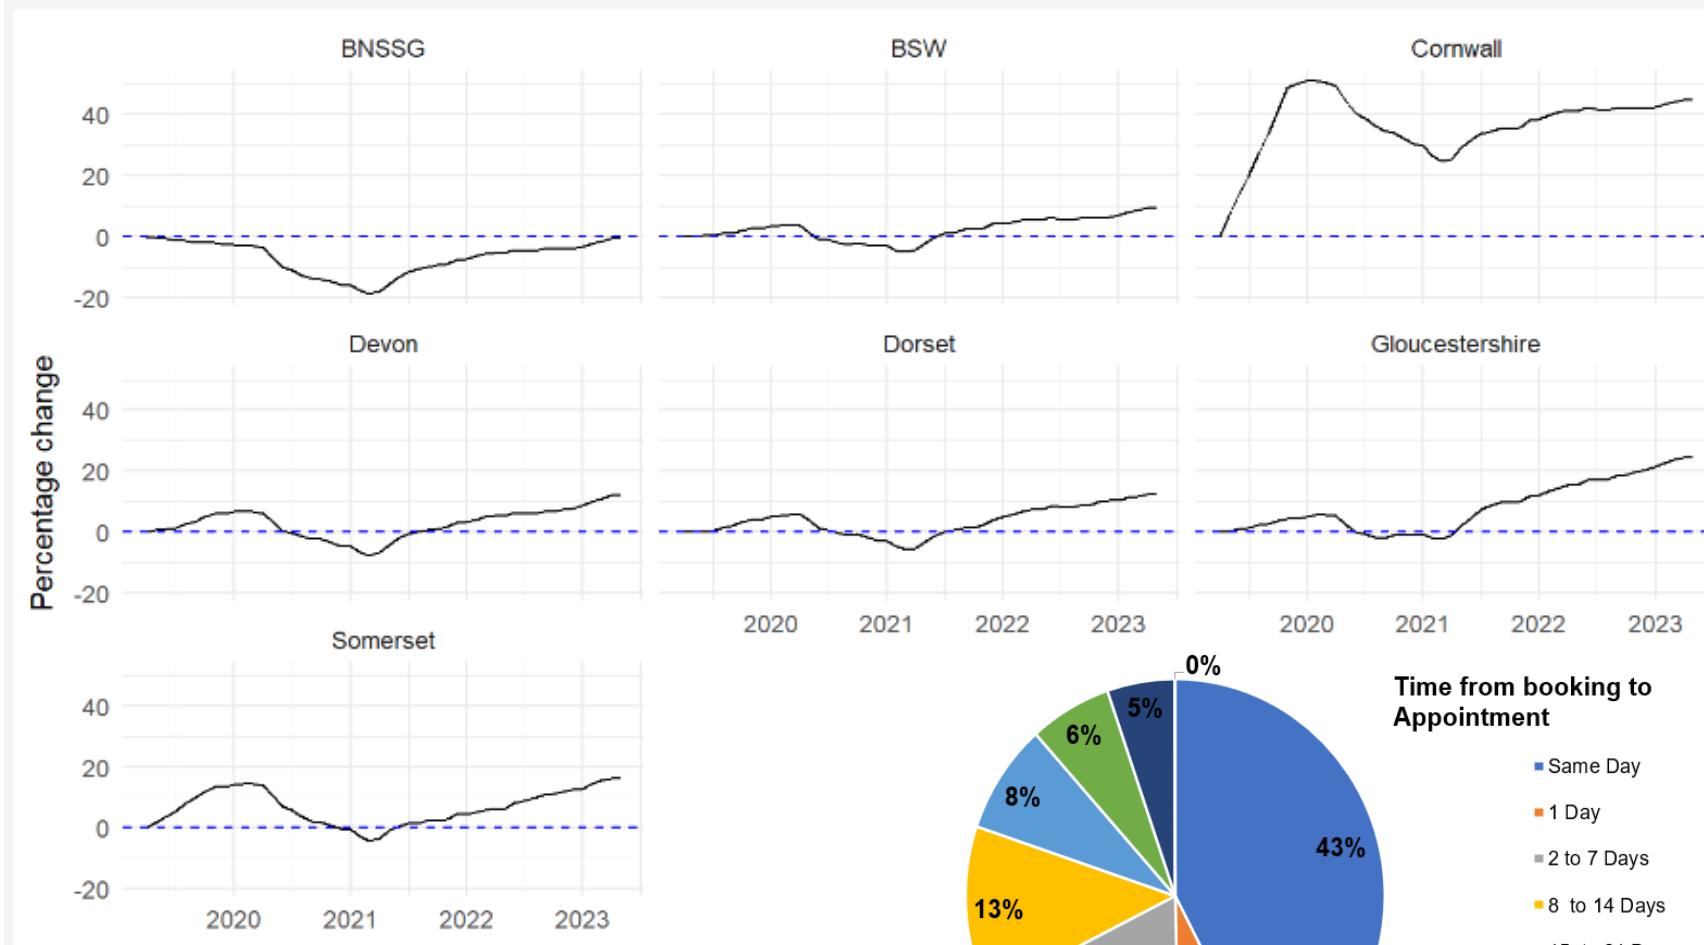 BNSSG
BSW
Cornwall
40
20
0
-20
Devon
Dorset
Gloucestershire
Percentage change
40
20
0
-20
2020 2021 2022 2023
2020 2021 2022 2023
Somerset
40
20
0
-20
2020 2021 2022 2023
0%
5%
6%
8%
13%
43%
Time from booking to
Appointment
Same Day
1 Day
2 to 7 Days
8 to 14 Days